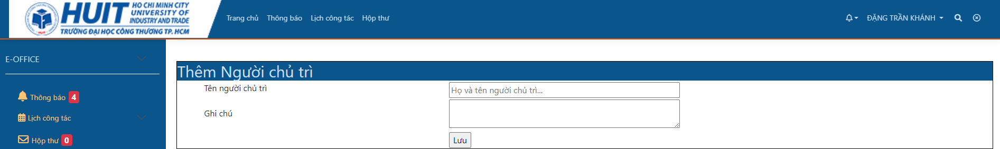 HO CHI MINH CITY
HUIT UNIVERSITY OF
INDUSTRY AND TRADE
TRƯỜNG ĐẠI HỌC CÔNG THƯƠNG TP. HCM
Trang chủ Thông báo Lịch công tác Hộp thư
ĐẶNG TRẦN KHÁNH
E-OFFICE
Thông báo 4
Lịch công tác
Hộp thư 0
Thêm Người chủ trì
Tên người chủ trì
Họ và tên người chủ trì...
Ghi chú
Lưu